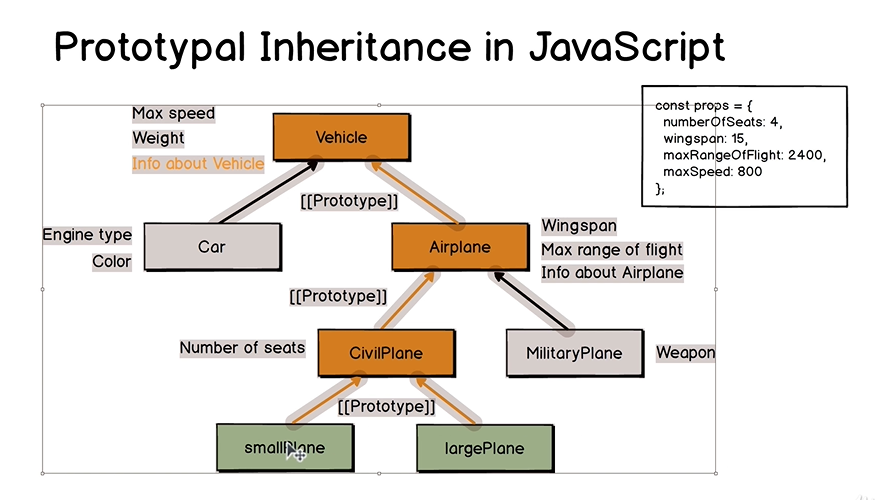 Prototypal Inheritance in JavaScript
const props = {
numberOfSeats: 4,
wingspan: 15,
maxRangeOfFlight: 2400,
maxSpeed: 800
};
Max speed
Weight
Info about Vehicle
Vehicle
[[Prototype]]
Engine type
Color
Car
Airplane
Wingspan
Max range of flight
Info about Airplane
[[Prototype]]
Number of seats
CivilPlane
MilitaryPlane
Weapon
[[Prototype]]
smallPlane
largePlane